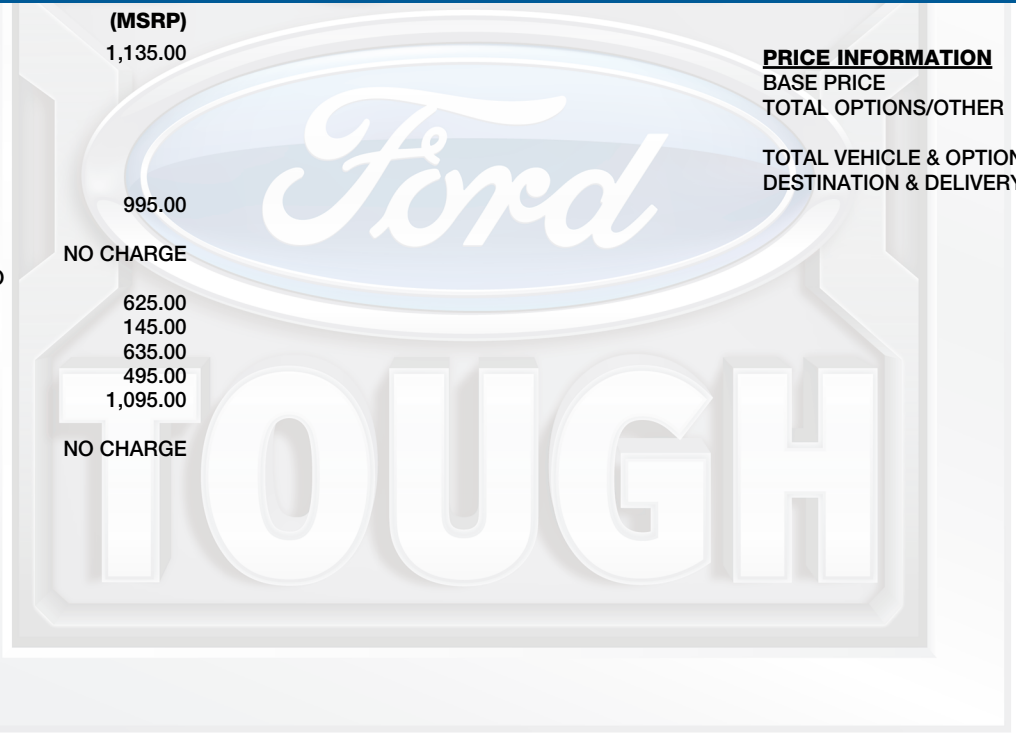 (MSRP)
1,135.00
995.00
NO CHARGE
625.00
145.00
635.00
495.00
1,095.00
NO CHARGE
PRICE INFORMATION
BASE PRICE
TOTAL OPTIONS/OTHER
TOTAL VEHICLE & OPTION
DESTINATION & DELIVERY
Ford
TOUGH